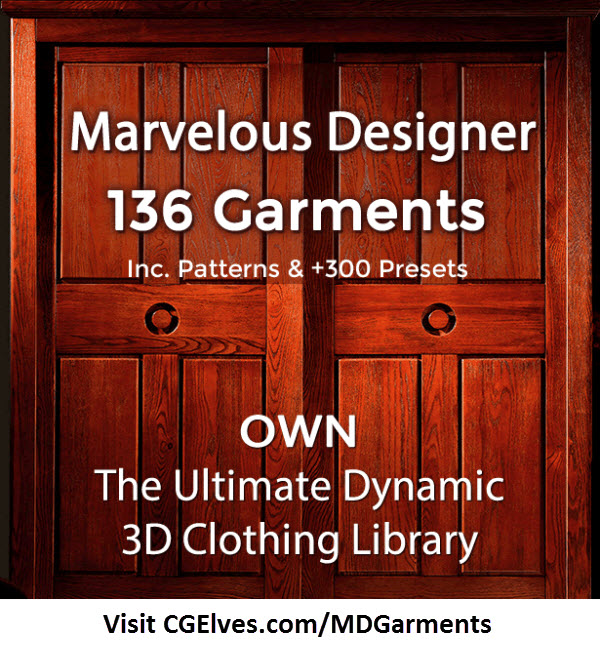 Marvelous Designer
136 Garments
Inc. Patterns & +300 Presets
OWN
The Ultimate Dynamic
3D Clothing Library
Visit CGElves.com/MDGarments